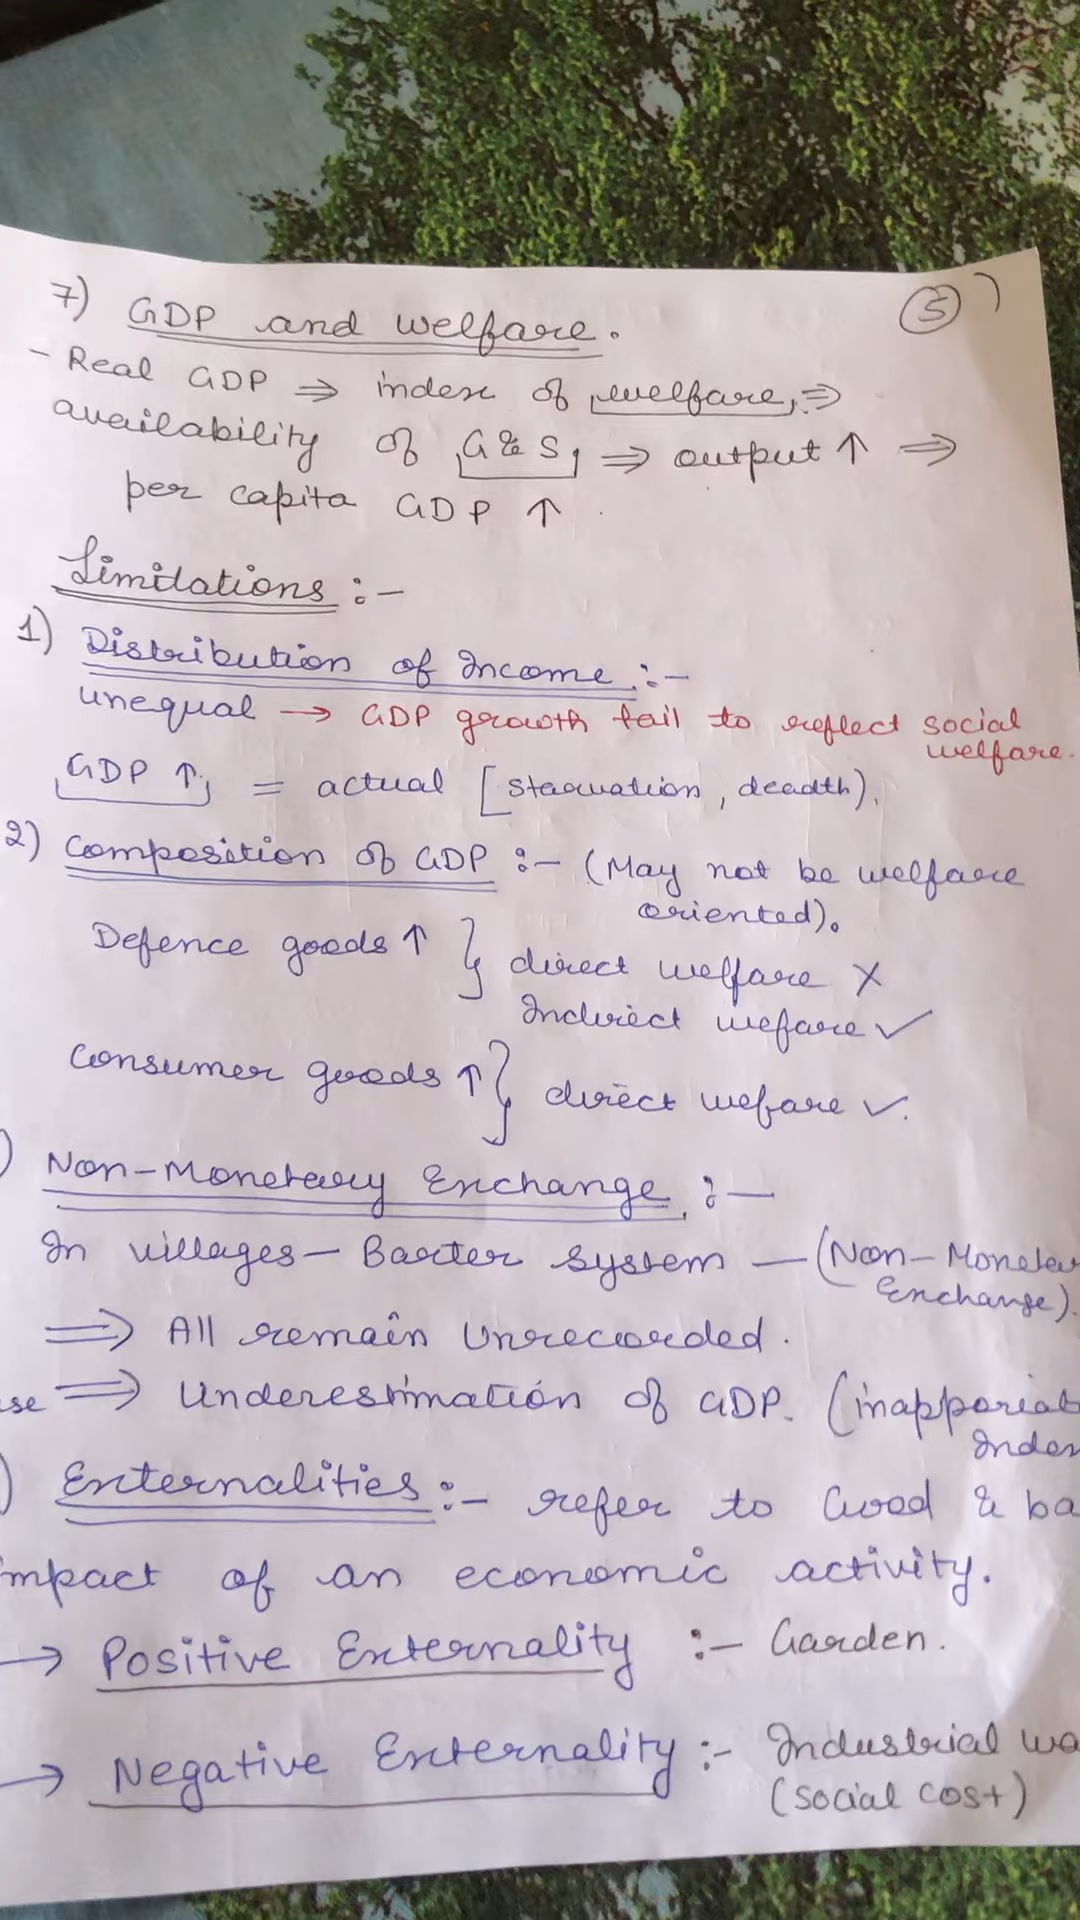 7) GDP and welfare. (5)
- Real GDP ⇒ index of welfare, ⇒
availability of G & S, ⇒ output ↑ ⇒
per capita GDP ↑
Limitations :-
1) Distribution of Income :-
unequal → GDP growth fail to reflect social
welfare.
GDP ↑, = actual [starvation, deadth).
2) Composition of GDP :- (May not be welfare
oriented).
Defence goods ↑ } direct welfare X
Indirect wefare ✓
Consumer goods ↑ } direct wefare ✓.
) Non-Monetary Exchange :-
In villages - Barter system - (Non-Monetar
Exchange).
⇒ All remain Unrecorded.
se ⇒ Underestimation of GDP. (inapporiat
Index
) Externalities :- refer to Good & ba
impact of an economic activity.
→ Positive Externality :- Garden.
→ Negative Externality :- Industrial wa
(social cost)